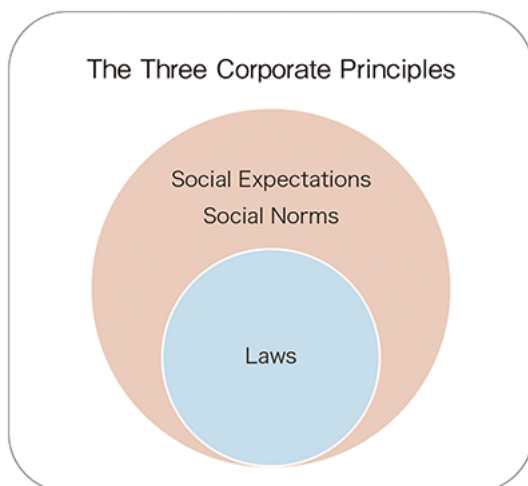 The Three Corporate Principles
Social Expectations
Social Norms
Laws